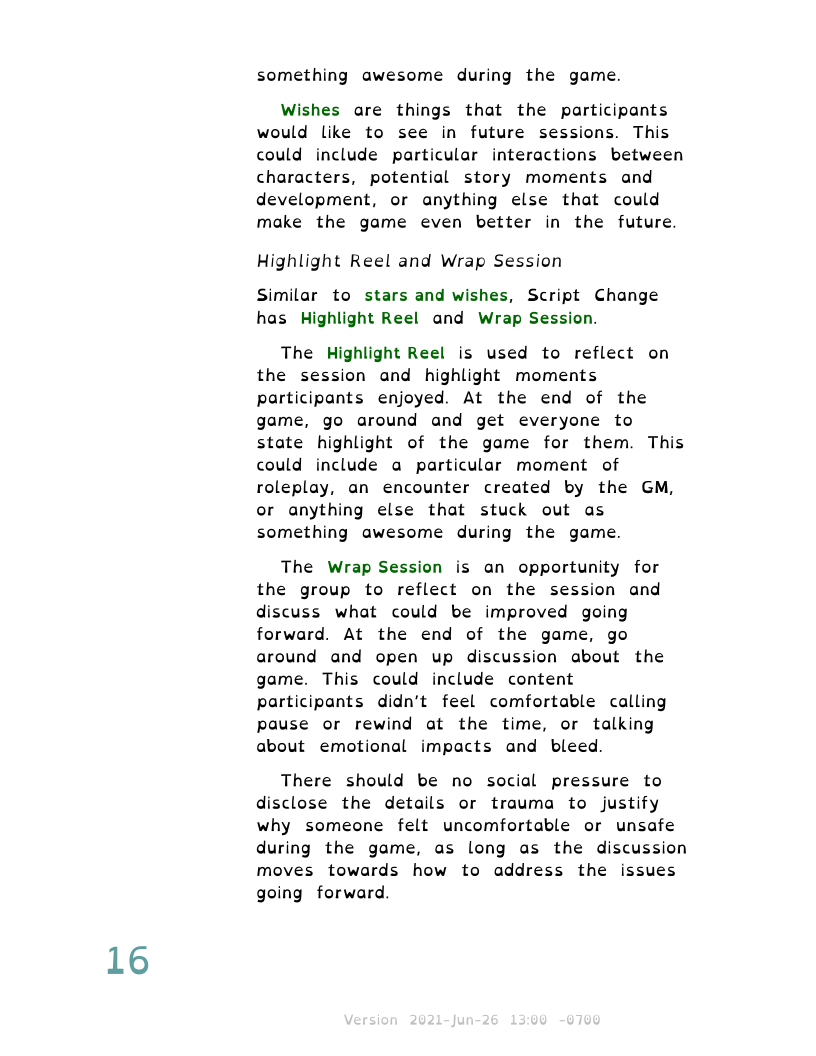 something awesome during the game.
Wishes are things that the participants
would like to see in future sessions. This
could include particular interactions between
characters, potential story moments and
development, or anything else that could
make the game even better in the future.
Highlight Reel and Wrap Session
Similar to stars and wishes, Script Change
has Highlight Reel and Wrap Session.
The Highlight Reel is used to reflect on
the session and highlight moments
participants enjoyed. At the end of the
game, go around and get everyone to
state highlight of the game for them. This
could include a particular moment of
roleplay, an encounter created by the GM,
or anything else that stuck out as
something awesome during the game.
The Wrap Session is an opportunity for
the group to reflect on the session and
discuss what could be improved going
forward. At the end of the game, go
around and open up discussion about the
game. This could include content
participants didn't feel comfortable calling
pause or rewind at the time, or talking
about emotional impacts and bleed.
There should be no social pressure to
disclose the details or trauma to justify
why someone felt uncomfortable or unsafe
during the game, as long as the discussion
moves towards how to address the issues
going forward.
16
Version 2021-Jun-26 13:00 -0700